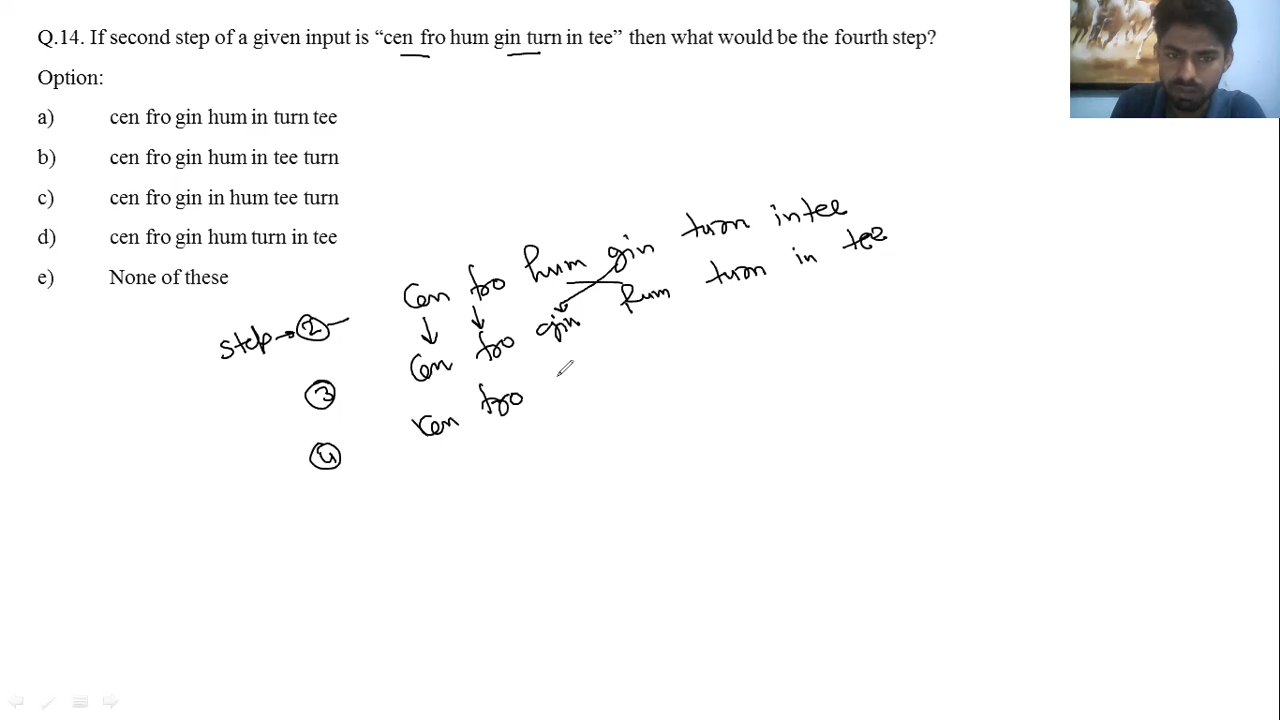 Q.14. If second step of a given input is “cen fro hum gin turn in tee” then what would be the fourth step?
Option:
a) cen fro gin hum in turn tee
b) cen fro gin hum in tee turn
c) cen fro gin in hum tee turn
d) cen fro gin hum turn in tee
e) None of these
step → 2 - Cen fro hum gin turn in tee
3 Cen fro gin hum turn in tee
4 Cen fro